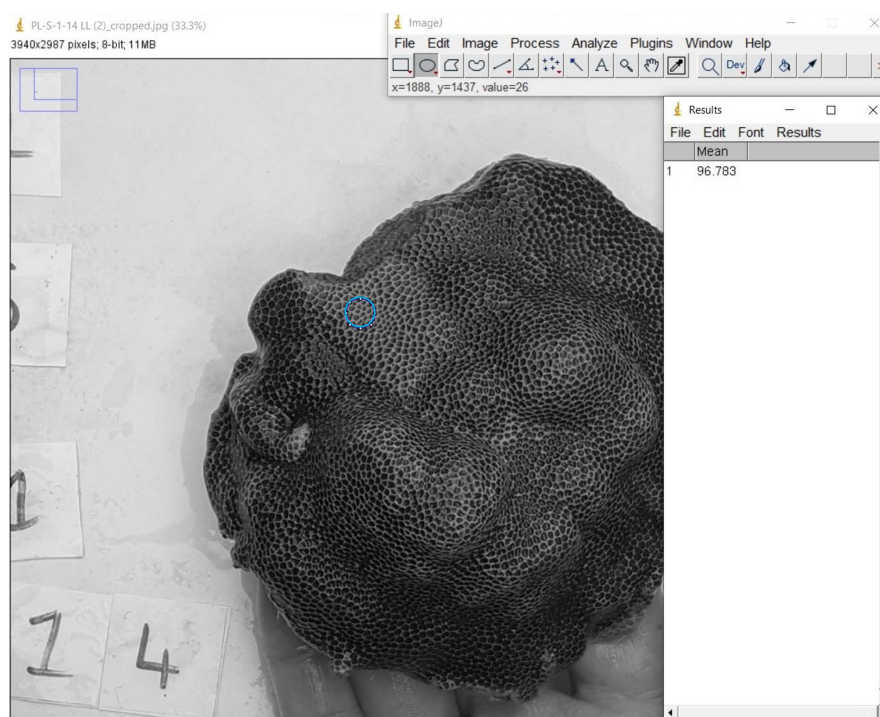 PL-S-1-14 LL (2)_cropped.jpg (33.3%)
3940x2987 pixels; 8-bit; 11MB
ImageJ
File Edit Image Process Analyze Plugins Window Help
A Dev
x=1888, y=1437, value=26
Results
File Edit Font Results
Mean
1 96.783
1
1 4